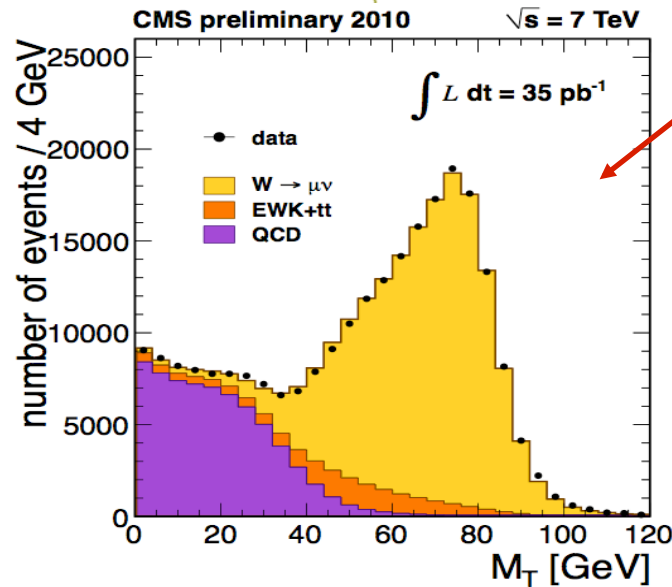 CMS preliminary 2010 √s = 7 TeV
25000
20000
15000
10000
5000
0
number of events / 4 GeV
∫ L dt = 35 pb⁻¹
data
W → μν
EWK+tt
QCD
0 20 40 60 80 100 120
M_T [GeV]